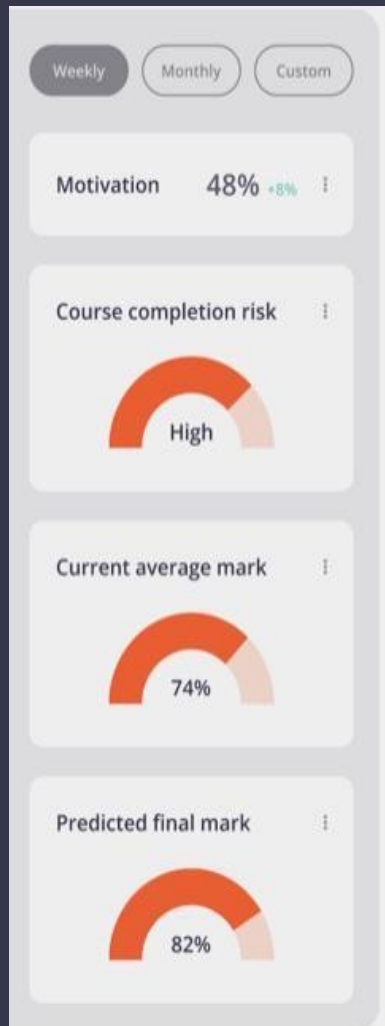 Weekly Monthly Custom
Motivation 48% +8%
Course completion risk
High
Current average mark
74%
Predicted final mark
82%